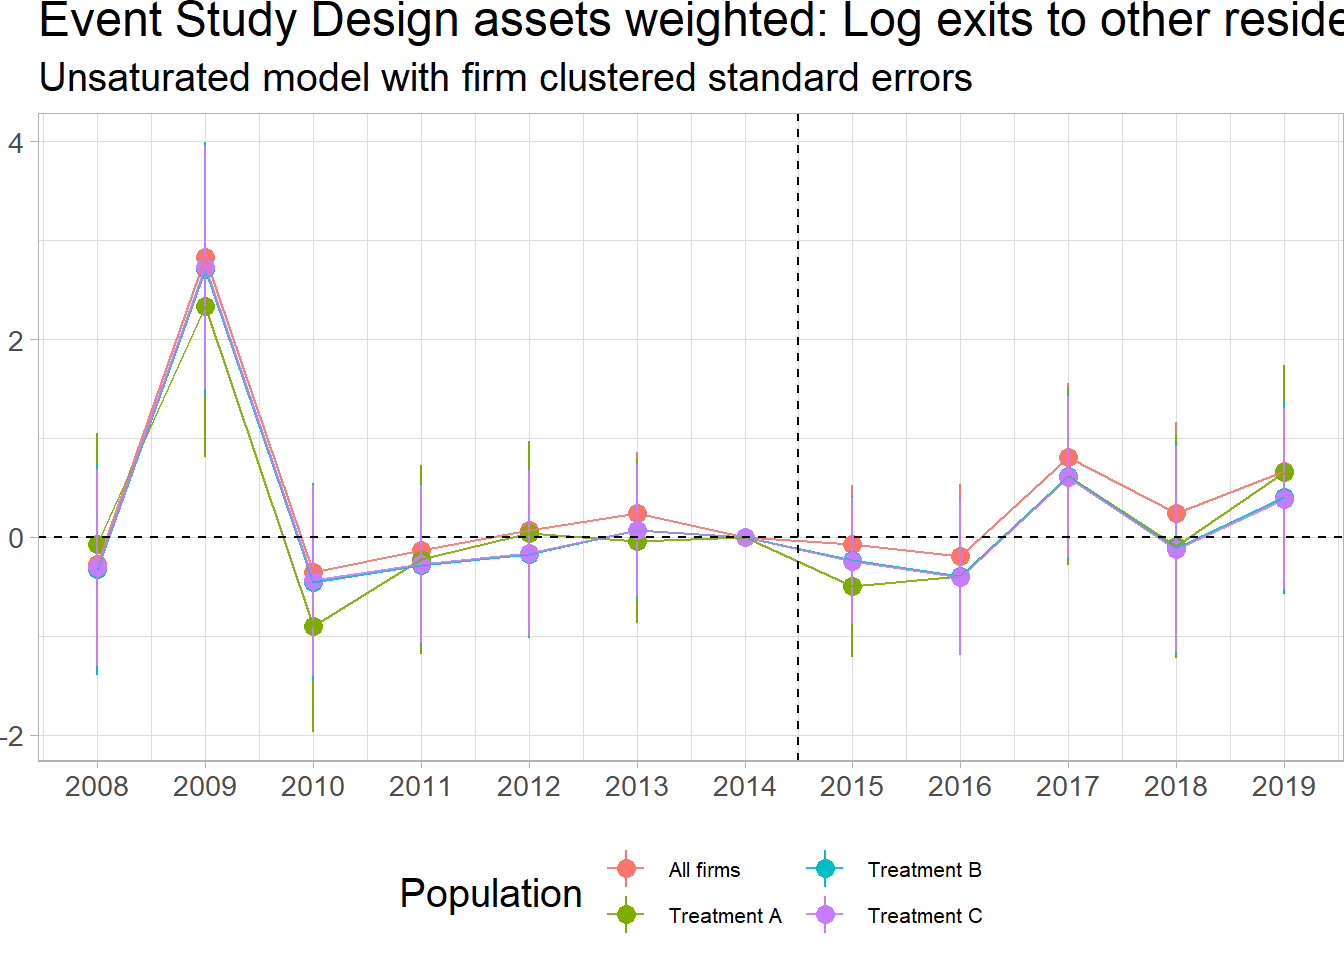 Event Study Design assets weighted: Log exits to other reside
Unsaturated model with firm clustered standard errors
4
2
0
-2
2008 2009 2010 2011 2012 2013 2014 2015 2016 2017 2018 2019
Population
All firms
Treatment A
Treatment B
Treatment C